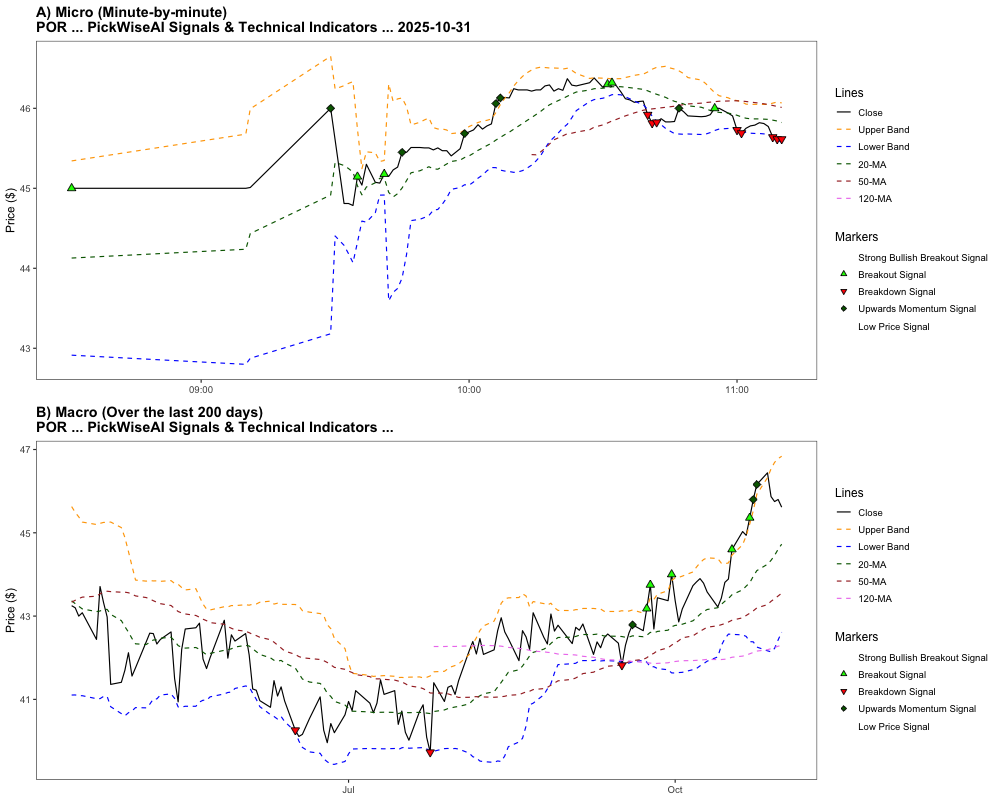 A) Micro (Minute-by-minute)
POR ... PickWiseAI Signals & Technical Indicators ... 2025-10-31
Price ($)
46
45
44
43
09:00
10:00
11:00
Lines
Close
Upper Band
Lower Band
20-MA
50-MA
120-MA
Markers
Strong Bullish Breakout Signal
Breakout Signal
Breakdown Signal
Upwards Momentum Signal
Low Price Signal
B) Macro (Over the last 200 days)
POR ... PickWiseAI Signals & Technical Indicators ...
Price ($)
47
45
43
41
Jul
Oct
Lines
Close
Upper Band
Lower Band
20-MA
50-MA
120-MA
Markers
Strong Bullish Breakout Signal
Breakout Signal
Breakdown Signal
Upwards Momentum Signal
Low Price Signal